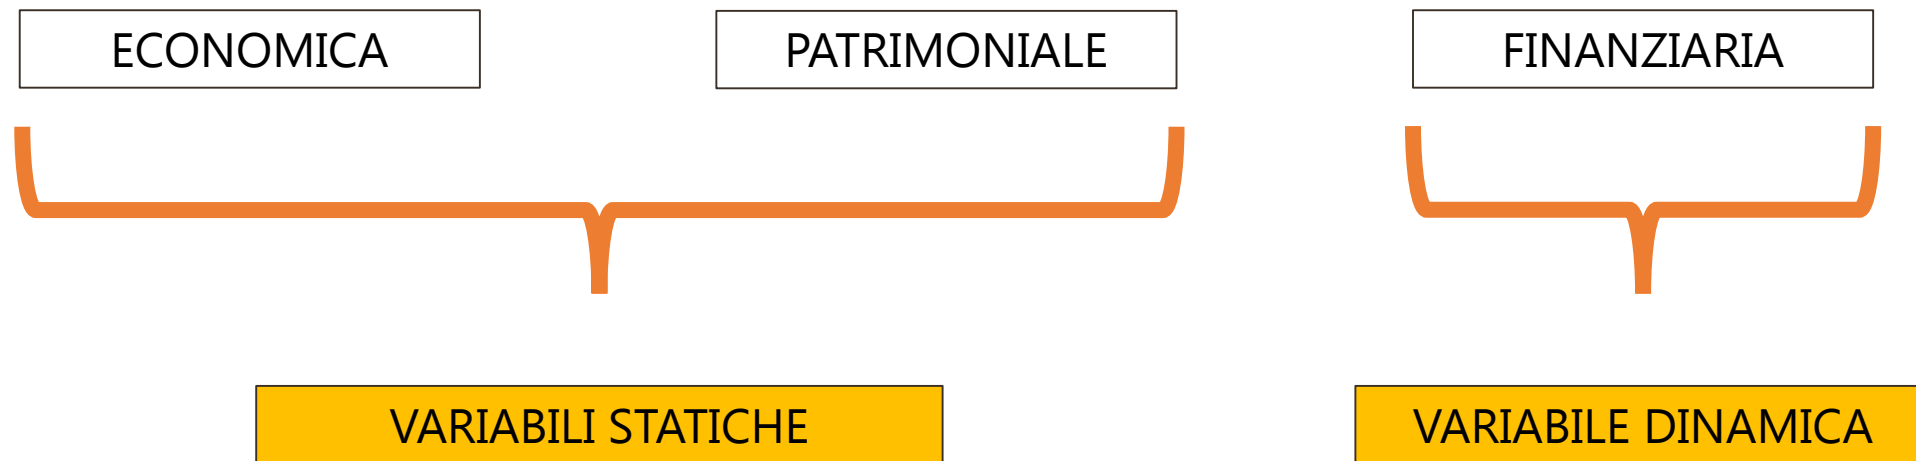 ECONOMICA
PATRIMONIALE
FINANZIARIA
VARIABILI STATICHE
VARIABILE DINAMICA